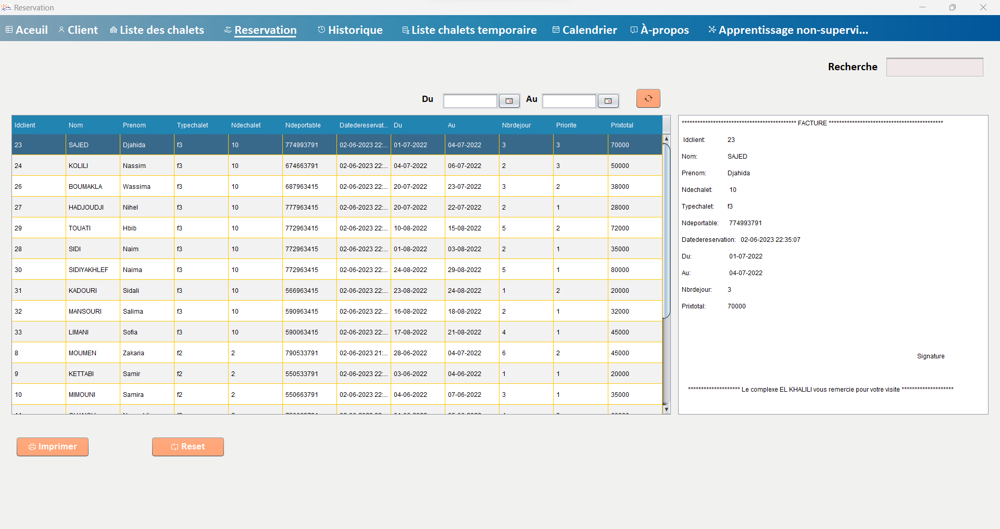 Reservation
Aceuil Client Liste des chalets Reservation Historique Liste chalets temporaire Calendrier À-propos Apprentissage non-supervi...
Recherche
Du Au
Idclient Nom Prenom Typechalet Ndechalet Ndeportable Datedereservat... Du Au Nbrdejour Priorite Prixtotal
23 SAJED Djahida f3 10 774993791 02-06-2023 22:... 01-07-2022 04-07-2022 3 3 70000
24 KOLILI Nassim f3 10 674663791 02-06-2023 22:... 04-07-2022 06-07-2022 2 3 50000
26 BOUMAKLA Wassima f3 10 687963415 02-06-2023 22:... 20-07-2022 23-07-2022 3 2 38000
27 HADJOUDJI Nihel f3 10 777963415 02-06-2023 22:... 20-07-2022 22-07-2022 2 1 28000
29 TOUATI Hbib f3 10 772963415 02-06-2023 22:... 10-08-2022 15-08-2022 5 2 72000
28 SIDI Naim f3 10 772963415 02-06-2023 22:... 01-08-2022 03-08-2022 2 1 35000
30 SIDIYAKHLEF Naima f3 10 772963415 02-06-2023 22:... 24-08-2022 29-08-2022 5 1 80000
31 KADOURI Sidali f3 10 566963415 02-06-2023 22:... 23-08-2022 24-08-2022 1 2 20000
32 MANSOURI Salima f3 10 590963415 02-06-2023 22:... 16-08-2022 18-08-2022 2 1 32000
33 LIMANI Sofia f3 10 590063415 02-06-2023 22:... 17-08-2022 21-08-2022 4 1 45000
8 MOUMEN Zakaria f2 2 790533791 02-06-2023 21:... 28-06-2022 04-07-2022 6 2 45000
9 KETTABI Samir f2 2 550533791 02-06-2023 22:... 03-06-2022 04-06-2022 1 1 20000
10 MIMOUNI Samira f2 2 550663791 02-06-2023 22:... 04-06-2022 07-06-2022 3 1 35000
******************************************** FACTURE ********************************************
Idclient: 23
Nom: SAJED
Prenom: Djahida
Ndechalet: 10
Typechalet: f3
Ndeportable: 774993791
Datedereservation: 02-06-2023 22:35:07
Du: 01-07-2022
Au: 04-07-2022
Nbrdejour: 3
Prixtotal: 70000
Signature
******************** Le complexe EL KHALILI vous remercie pour votre visite ********************
Imprimer Reset